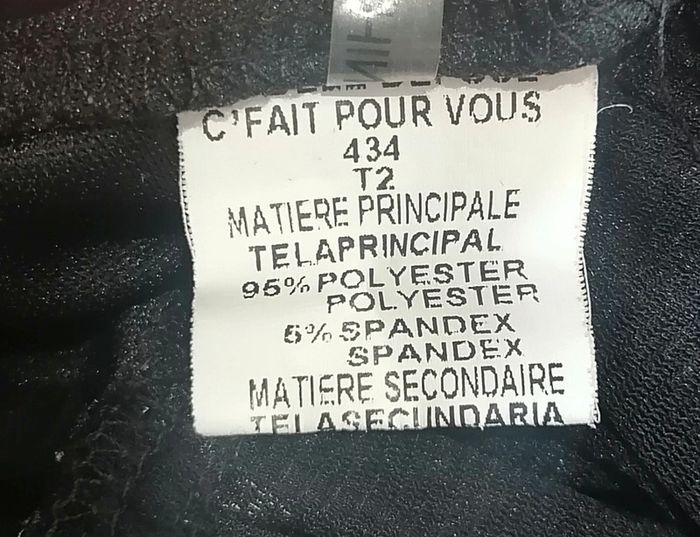 C'FAIT POUR VOUS
434
T2
MATIERE PRINCIPALE
TELAPRINCIPAL
95% POLYESTER
POLYESTER
5% SPANDEX
SPANDEX
MATIERE SECONDAIRE
TELASECUNDARIA